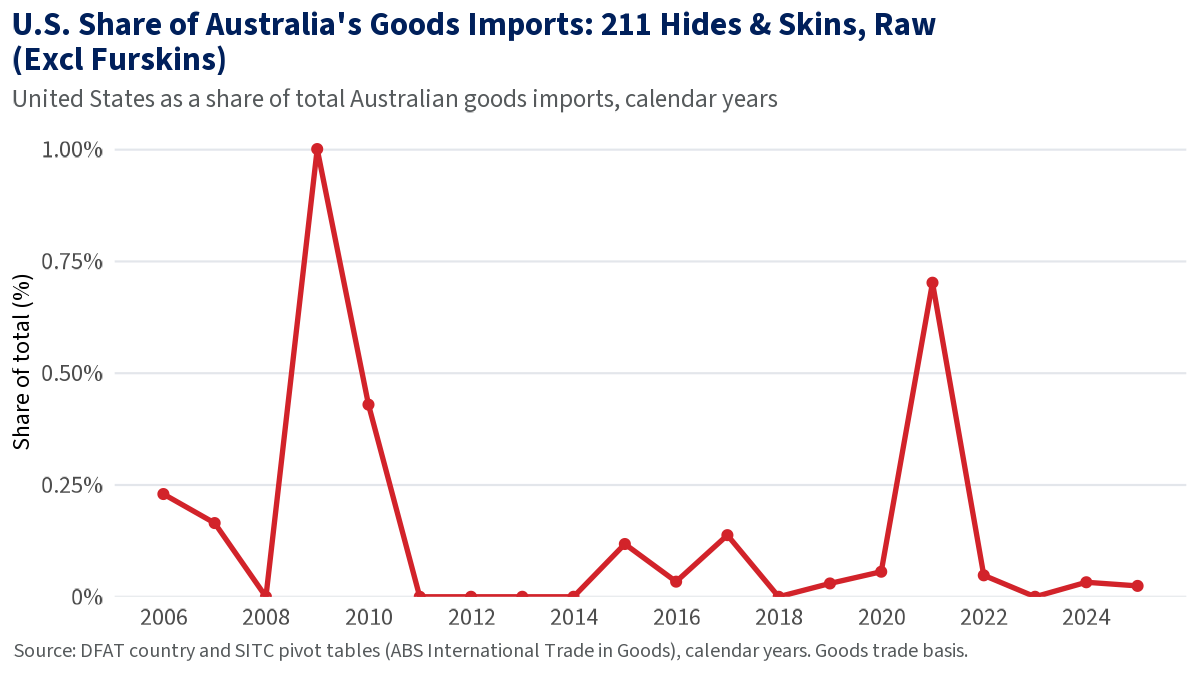 U.S. Share of Australia's Goods Imports: 211 Hides & Skins, Raw
(Excl Furskins)
United States as a share of total Australian goods imports, calendar years
Share of total (%)
1.00%
0.75%
0.50%
0.25%
0%
2006 2008 2010 2012 2014 2016 2018 2020 2022 2024
Source: DFAT country and SITC pivot tables (ABS International Trade in Goods), calendar years. Goods trade basis.